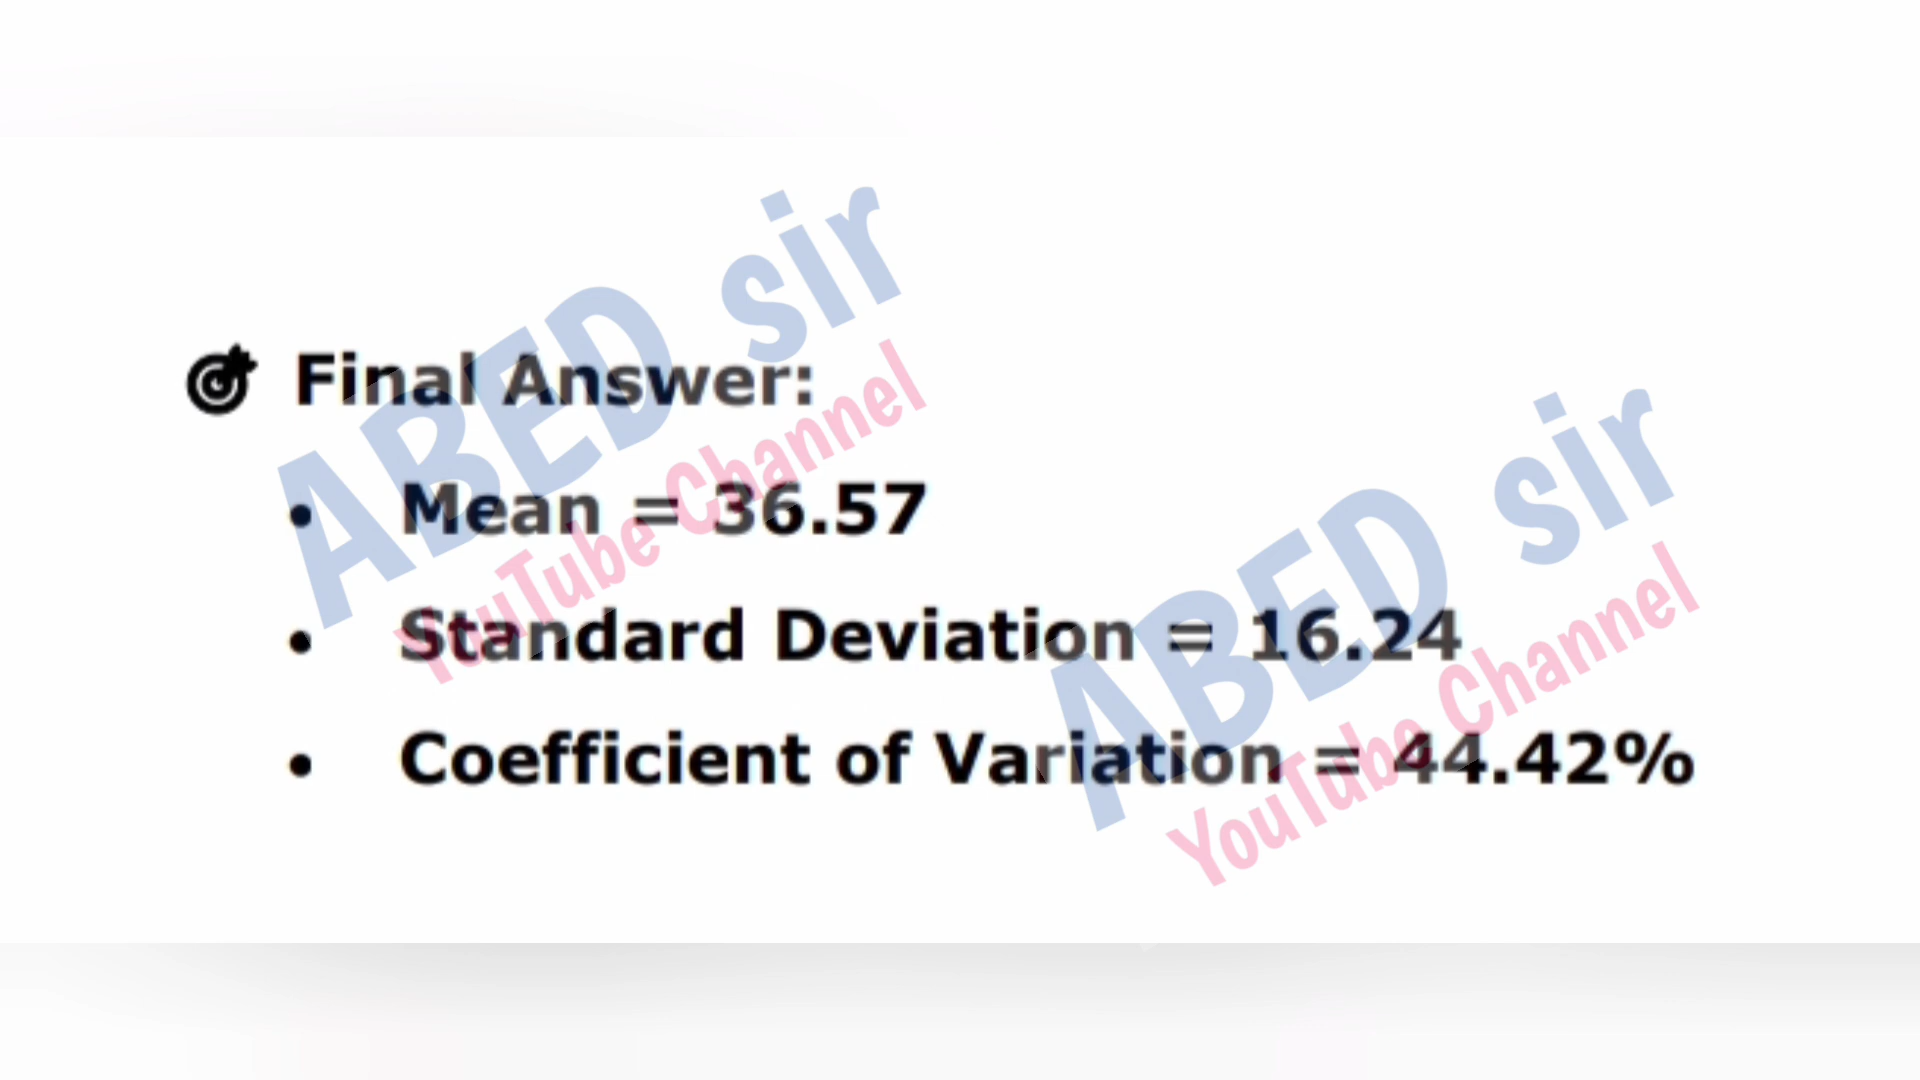 Final Answer:
• Mean = 36.57
• Standard Deviation = 16.24
• Coefficient of Variation = 44.42%
ABED sir
YouTube Channel
ABED sir
YouTube Channel